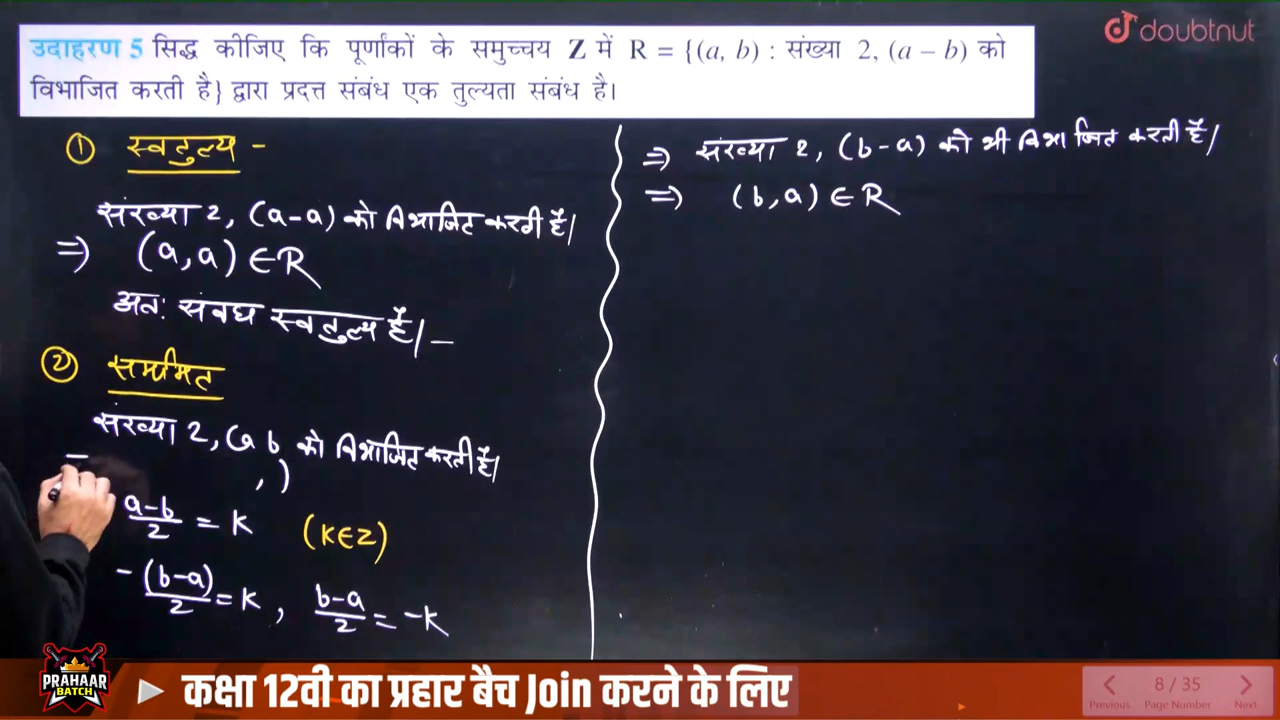 doubtnut
उदाहरण 5 सिद्ध कीजिए कि पूर्णांकों के समुच्चय Z में R = {(a, b) : संख्या 2, (a – b) को
विभाजित करती है} द्वारा प्रदत्त संबंध एक तुल्यता संबंध है।
① स्वतुल्य -
संख्या 2, (a-a) को विभाजित करती है।
=> (a,a) ∈ R
अतः संबध स्वतुल्य है। -
② सममित
संख्या 2, (a b को विभाजित करती है।
, )
a-b/2 = K (K∈Z)
-(b-a)/2 = K , b-a/2 = -K
=> संख्या 2, (b-a) को भी विभाजित करती है।
=> (b,a) ∈ R
PRAHAAR
BATCH
कक्षा 12वी का प्रहार बैच Join करने के लिए
8 / 35
Previous Page Number Next